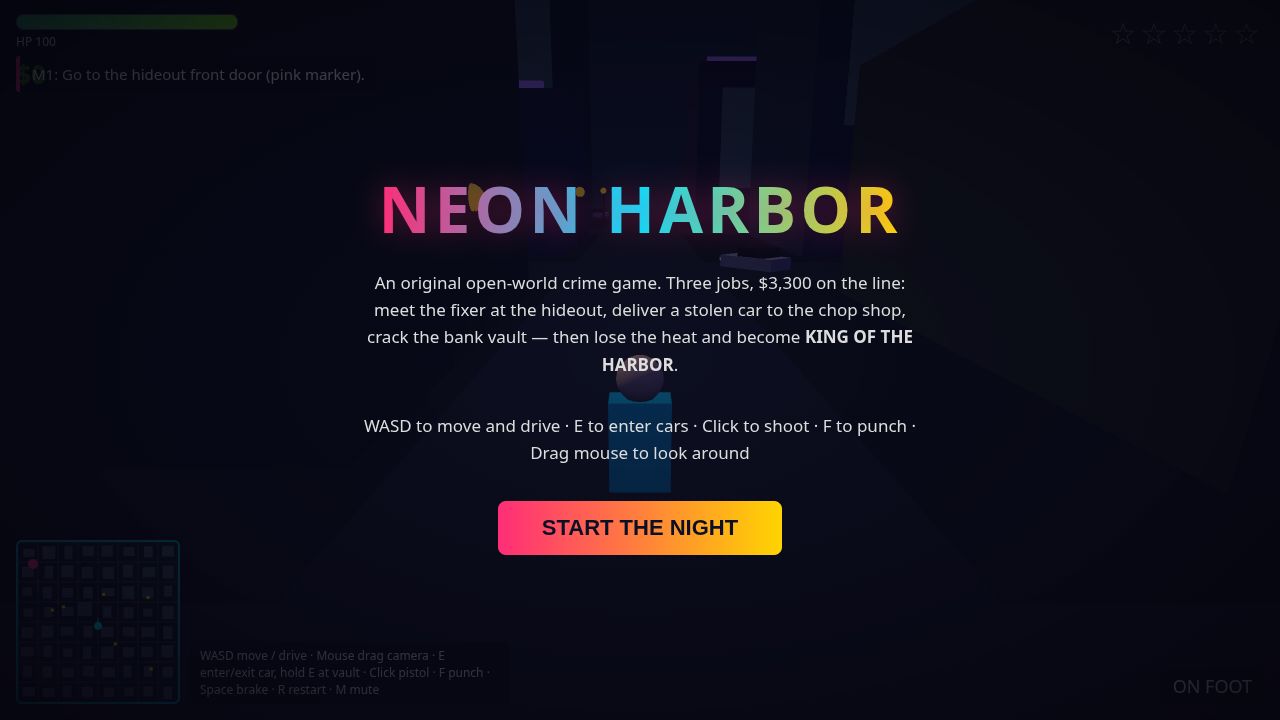 HP 100
$0
M1: Go to the hideout front door (pink marker).
NEON HARBOR
An original open-world crime game. Three jobs, $3,300 on the line:
meet the fixer at the hideout, deliver a stolen car to the chop shop,
crack the bank vault — then lose the heat and become KING OF THE
HARBOR.
WASD to move and drive · E to enter cars · Click to shoot · F to punch ·
Drag mouse to look around
START THE NIGHT
WASD move / drive · Mouse drag camera · E
enter/exit car, hold E at vault · Click pistol · F punch ·
Space brake · R restart · M mute
ON FOOT